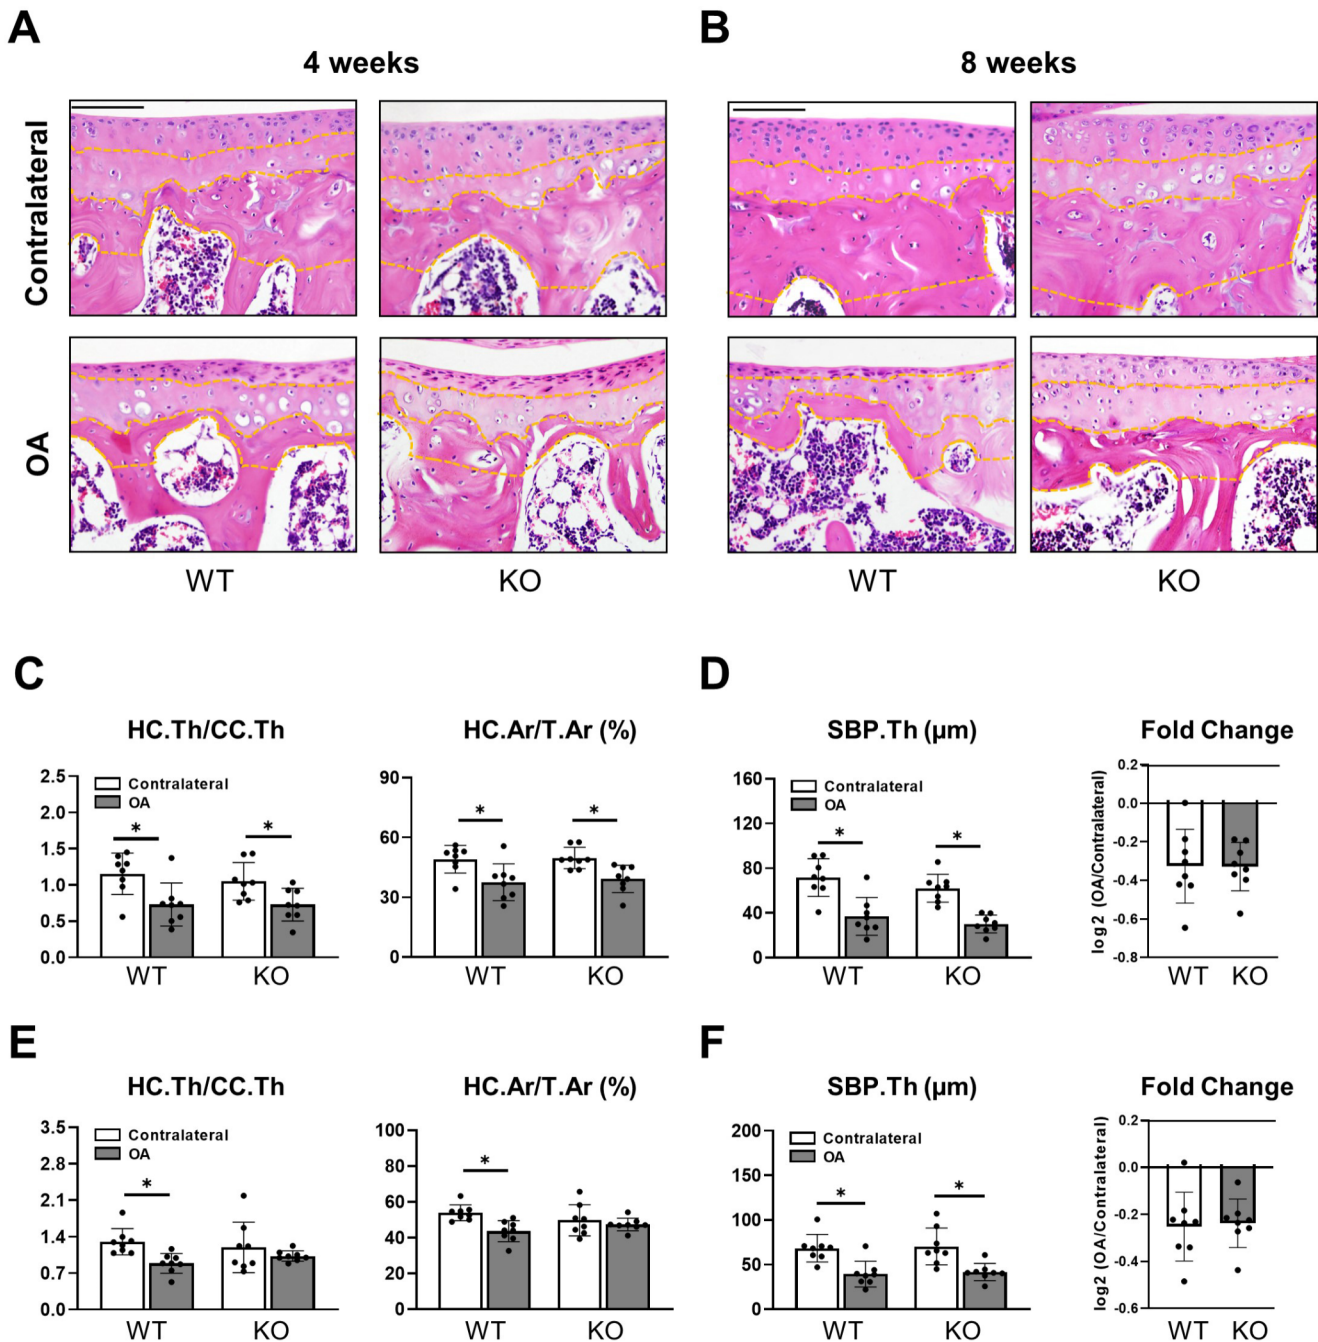 A
B
4 weeks
8 weeks
Contralateral
OA
WT
KO
WT
KO
C
D
HC.Th/CC.Th
HC.Ar/T.Ar (%)
SBP.Th (µm)
Fold Change
2.5
2.0
1.5
1.0
0.5
0.0
Contralateral
OA
*
*
WT
KO
90
60
30
0
*
*
WT
KO
160
120
80
40
0
Contralateral
OA
*
*
WT
KO
log2 (OA/Contralateral)
0.2
0.0
-0.2
-0.4
-0.6
-0.8
WT
KO
E
F
HC.Th/CC.Th
HC.Ar/T.Ar (%)
SBP.Th (µm)
Fold Change
3.5
2.8
2.1
1.4
0.7
0.0
Contralateral
OA
*
WT
KO
100
80
60
40
20
0
*
WT
KO
200
150
100
50
0
Contralateral
OA
*
*
WT
KO
log2 (OA/Contralateral)
0.2
0.0
-0.2
-0.4
-0.6
WT
KO